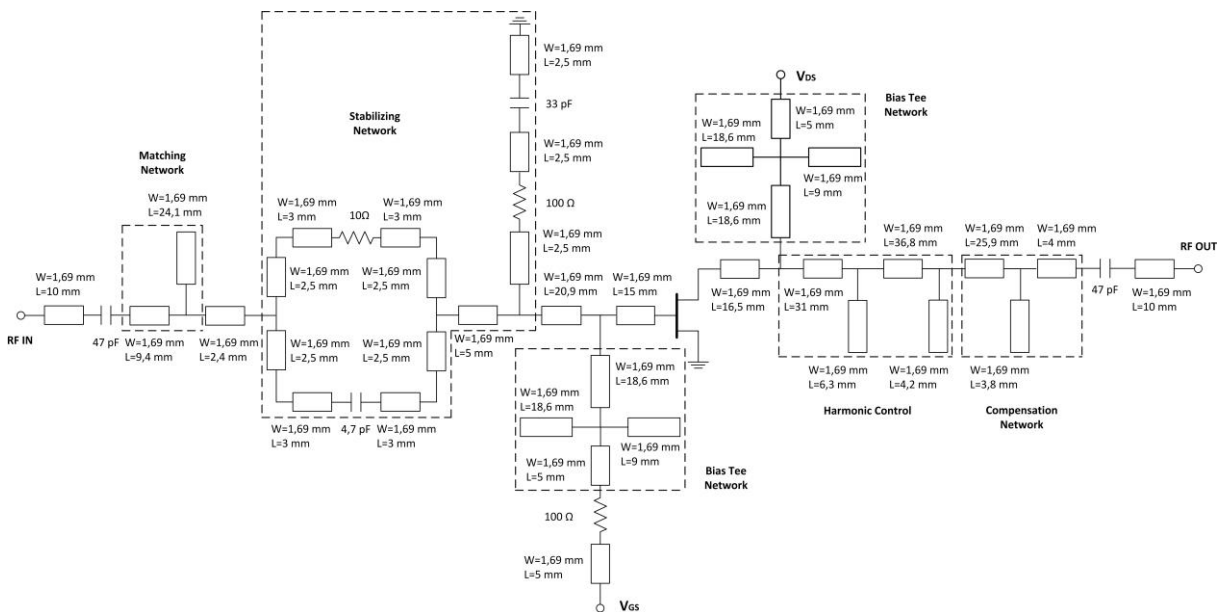 Matching
Network
W=1,69 mm
L=24,1 mm
W=1,69 mm
L=10 mm
RF IN
47 pF
W=1,69 mm
L=9,4 mm
W=1,69 mm
L=2,4 mm
Stabilizing
Network
W=1,69 mm
L=2,5 mm
33 pF
W=1,69 mm
L=2,5 mm
100 Ω
W=1,69 mm
L=2,5 mm
W=1,69 mm
L=3 mm
10Ω
W=1,69 mm
L=3 mm
W=1,69 mm
L=2,5 mm
W=1,69 mm
L=2,5 mm
W=1,69 mm
L=2,5 mm
W=1,69 mm
L=2,5 mm
W=1,69 mm
L=3 mm
4,7 pF
W=1,69 mm
L=3 mm
W=1,69 mm
L=5 mm
W=1,69 mm
L=20,9 mm
W=1,69 mm
L=15 mm
W=1,69 mm
L=18,6 mm
W=1,69 mm
L=18,6 mm
W=1,69 mm
L=9 mm
W=1,69 mm
L=5 mm
Bias Tee
Network
100 Ω
W=1,69 mm
L=5 mm
VGS
VDS
Bias Tee
Network
W=1,69 mm
L=5 mm
W=1,69 mm
L=18,6 mm
W=1,69 mm
L=9 mm
W=1,69 mm
L=18,6 mm
W=1,69 mm
L=16,5 mm
W=1,69 mm
L=31 mm
W=1,69 mm
L=36,8 mm
W=1,69 mm
L=6,3 mm
W=1,69 mm
L=4,2 mm
Harmonic Control
W=1,69 mm
L=25,9 mm
W=1,69 mm
L=4 mm
W=1,69 mm
L=3,8 mm
Compensation
Network
47 pF
RF OUT
W=1,69 mm
L=10 mm